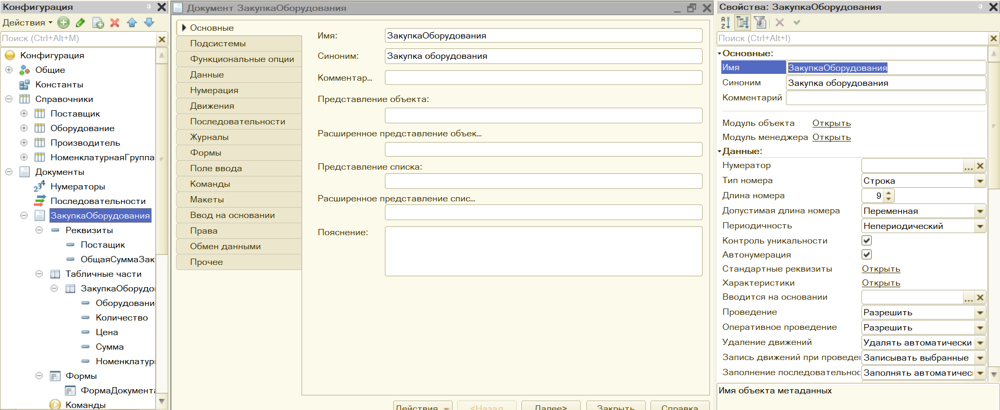 Конфигурация
Действия
Поиск (Ctrl+Alt+M)
Конфигурация
Общие
Константы
Справочники
Поставщик
Оборудование
Производитель
НоменклатурнаяГруппа
Документы
Нумераторы
Последовательности
ЗакупкаОборудования
Реквизиты
Постащик
ОбщаяСуммаЗак
Табличные части
ЗакупкаОборудо
Оборудовани
Количество
Цена
Сумма
Номенклатур
Формы
ФормаДокумента
Команды
Документ ЗакупкаОборудования
Основные
Подсистемы
Функциональные опции
Данные
Нумерация
Движения
Последовательности
Журналы
Формы
Поле ввода
Команды
Макеты
Ввод на основании
Права
Обмен данными
Прочее
Имя: ЗакупкаОборудования
Синоним: Закупка оборудования
Комментар...
Представление объекта:
Расширенное представление объек...
Представление списка:
Расширенное представление спис...
Пояснение:
Действия <Назад Далее> Закрыть Справка
Свойства: ЗакупкаОборудования
Поиск (Ctrl+Alt+I)
Основные:
Имя ЗакупкаОборудования
Синоним Закупка оборудования
Комментарий
Модуль объекта Открыть
Модуль менеджера Открыть
Данные:
Нумератор ...
Тип номера Строка
Длина номера 9
Допустимая длина номера Переменная
Периодичность Непериодический
Контроль уникальности
Автонумерация
Стандартные реквизиты Открыть
Характеристики Открыть
Вводится на основании ...
Проведение Разрешить
Оперативное проведение Разрешить
Удаление движений Удалять автоматически
Запись движений при проведе Записывать выбранные
Заполнение последовательнос Заполнять автоматичес
Имя объекта метаданных